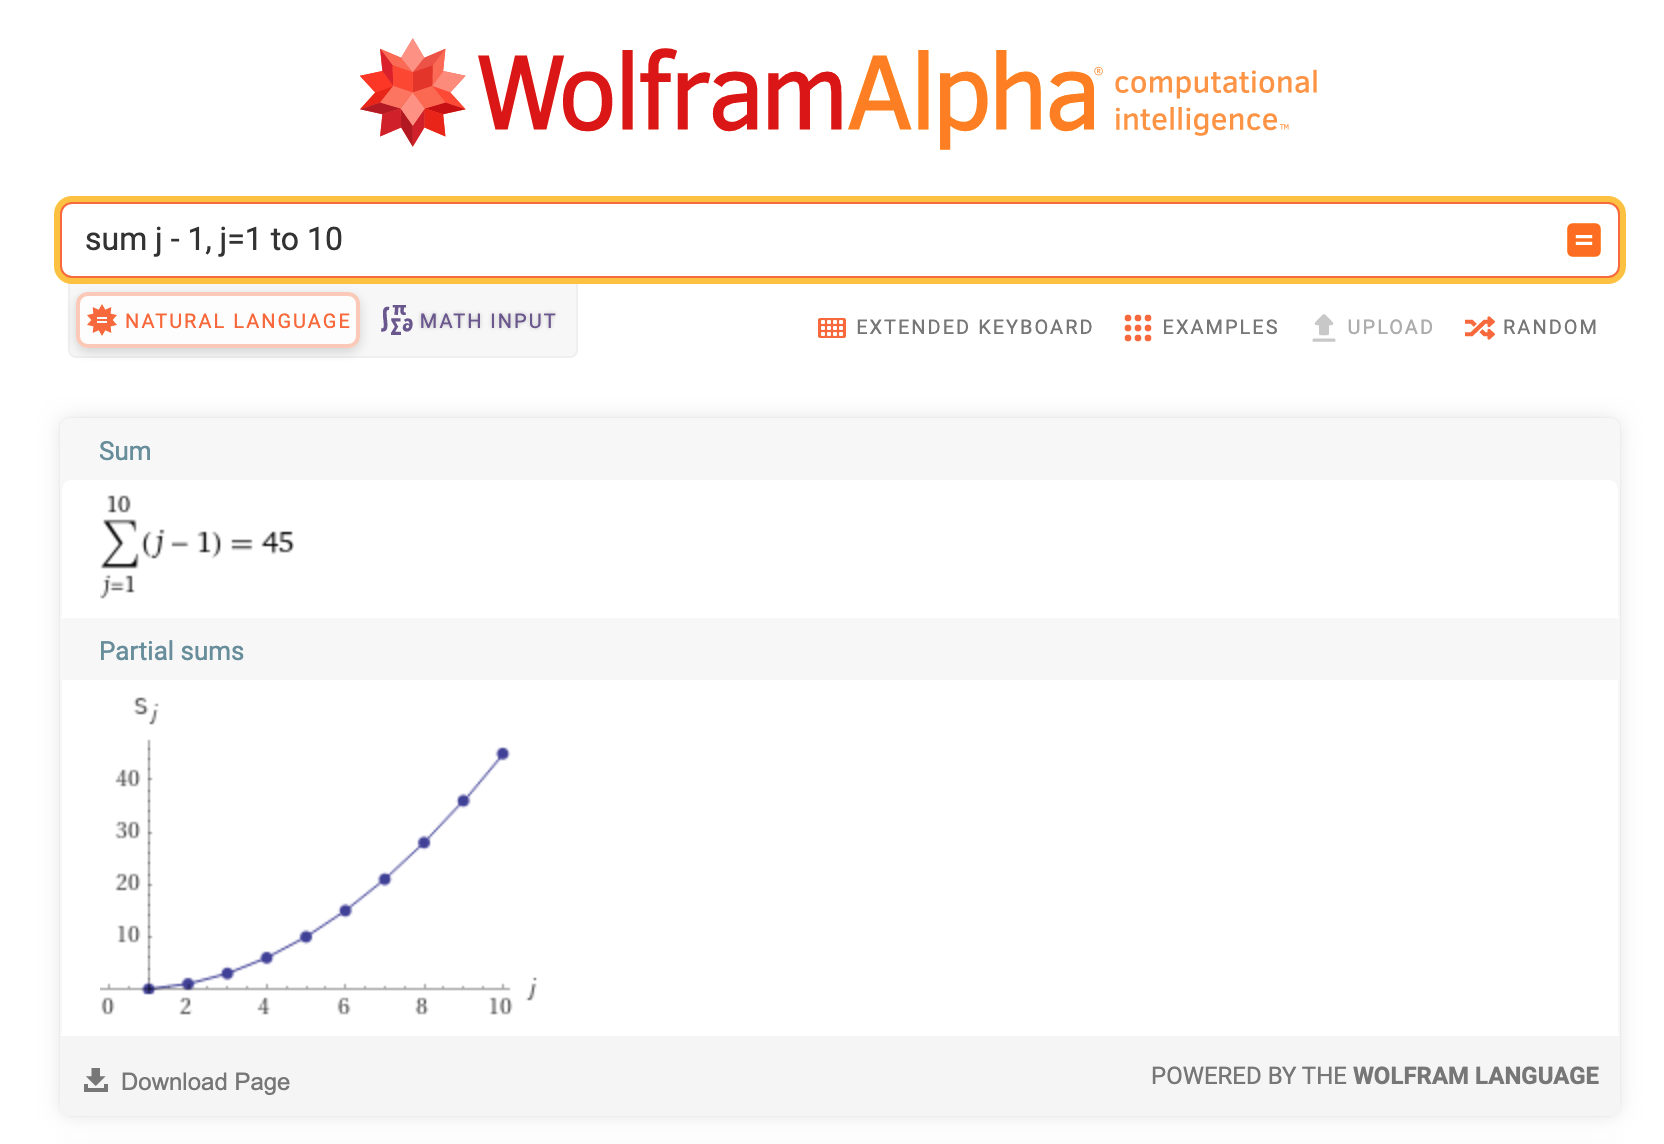 WolframAlpha® computational
intelligence™
sum j - 1, j=1 to 10
NATURAL LANGUAGE MATH INPUT EXTENDED KEYBOARD EXAMPLES UPLOAD RANDOM
Sum
10
∑(j − 1) = 45
j=1
Partial sums
S j
40
30
20
10
0 2 4 6 8 10 j
Download Page POWERED BY THE WOLFRAM LANGUAGE